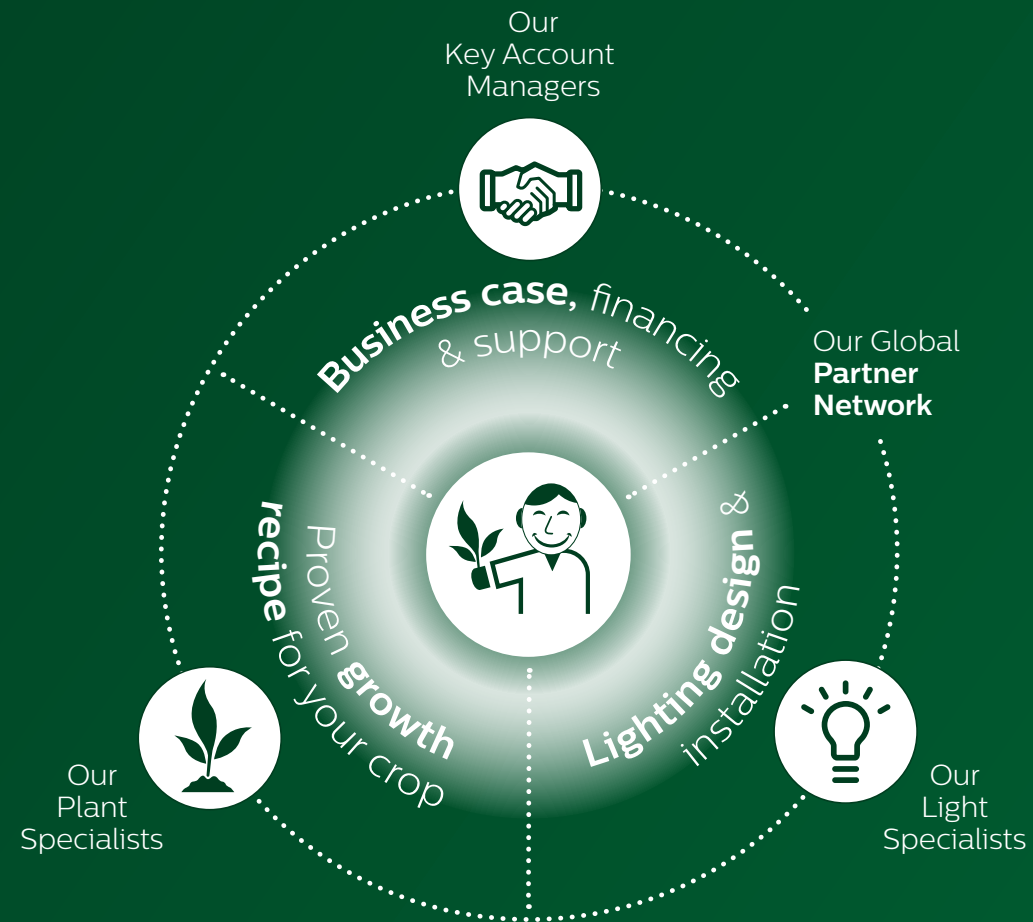 Our
Key Account
Managers
Business case, financing
& support
Our Global
Partner
Network
Proven growth
recipe for your crop
Lighting design &
installation
Our
Plant
Specialists
Our
Light
Specialists